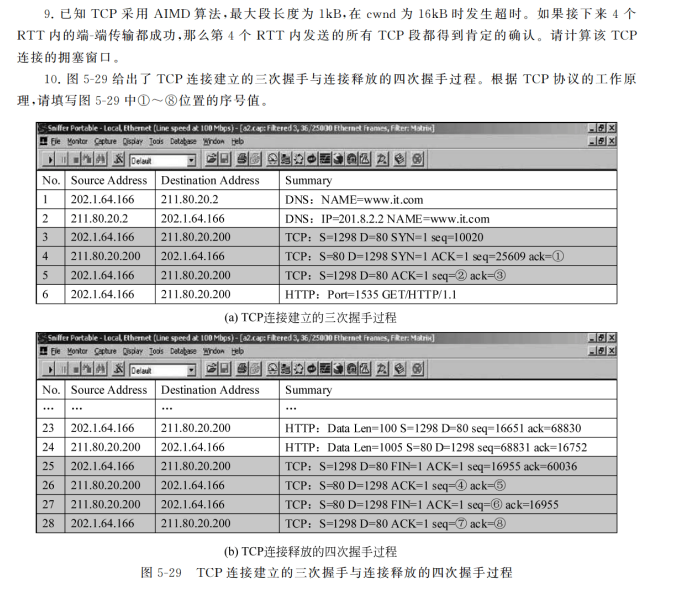 9. 已知 TCP 采用 AIMD 算法,最大段长度为 1kB,在 cwnd 为 16kB 时发生超时。如果接下来 4 个
RTT 内的端-端传输都成功,那么第 4 个 RTT 内发送的所有 TCP 段都得到肯定的确认。请计算该 TCP
连接的拥塞窗口。
10. 图 5-29 给出了 TCP 连接建立的三次握手与连接释放的四次握手过程。根据 TCP 协议的工作原
理,请填写图 5-29 中①~⑧位置的序号值。
Sniffer Portable - Local, Ethernet (Line speed at 100 Mbps) - [a2.cap: Filtered 3, 36/25000 Ethernet frames, Filter: Matrix]
File Monitor Capture Display Tools Database Window Help
Default
No. Source Address Destination Address Summary
1 202.1.64.166 211.80.20.2 DNS: NAME=www.it.com
2 211.80.20.2 202.1.64.166 DNS: IP=201.8.2.2 NAME=www.it.com
3 202.1.64.166 211.80.20.200 TCP: S=1298 D=80 SYN=1 seq=10020
4 211.80.20.200 202.1.64.166 TCP: S=80 D=1298 SYN=1 ACK=1 seq=25609 ack=①
5 202.1.64.166 211.80.20.200 TCP: S=1298 D=80 ACK=1 seq=② ack=③
6 202.1.64.166 211.80.20.200 HTTP: Port=1535 GET/HTTP/1.1
(a) TCP连接建立的三次握手过程
Sniffer Portable - Local, Ethernet (Line speed at 100 Mbps) - [a2.cap: Filtered 3, 36/25000 Ethernet frames, Filter: Matrix]
File Monitor Capture Display Tools Database Window Help
Default
No. Source Address Destination Address Summary
… … … …
23 202.1.64.166 211.80.20.200 HTTP: Data Len=100 S=1298 D=80 seq=16651 ack=68830
24 211.80.20.200 202.1.64.166 HTTP: Data Len=1005 S=80 D=1298 seq=68831 ack=16752
25 202.1.64.166 211.80.20.200 TCP: S=1298 D=80 FIN=1 ACK=1 seq=16955 ack=60036
26 211.80.20.200 202.1.64.166 TCP: S=80 D=1298 ACK=1 seq=④ ack=⑤
27 211.80.20.200 202.1.64.166 TCP: S=80 D=1298 FIN=1 ACK=1 seq=⑥ ack=16955
28 202.1.64.166 211.80.20.200 TCP: S=1298 D=80 ACK=1 seq=⑦ ack=⑧
(b) TCP连接释放的四次握手过程
图 5-29 TCP 连接建立的三次握手与连接释放的四次握手过程